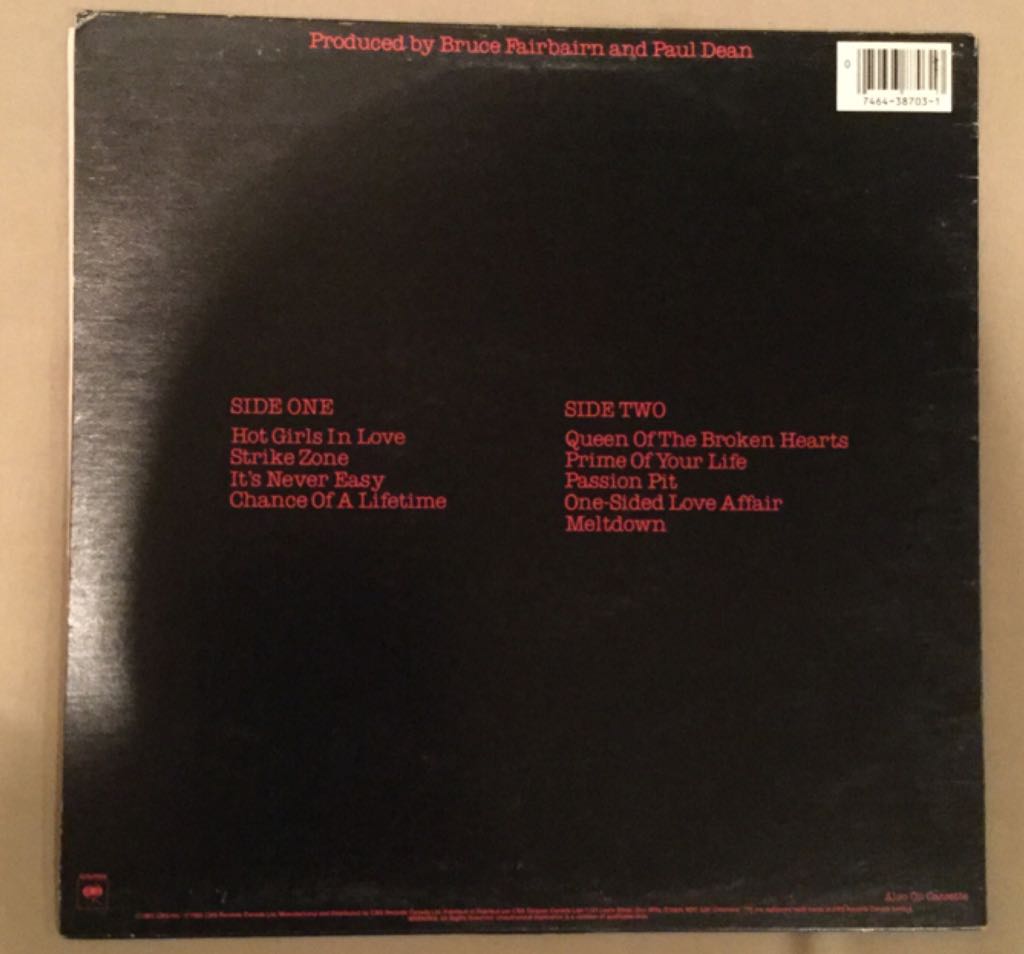 Produced by Bruce Fairbairn and Paul Dean
0
7464-38703-1
SIDE ONE
Hot Girls In Love
Strike Zone
It's Never Easy
Chance Of A Lifetime
SIDE TWO
Queen Of The Broken Hearts
Prime Of Your Life
Passion Pit
One-Sided Love Affair
Meltdown
Also On Cassette